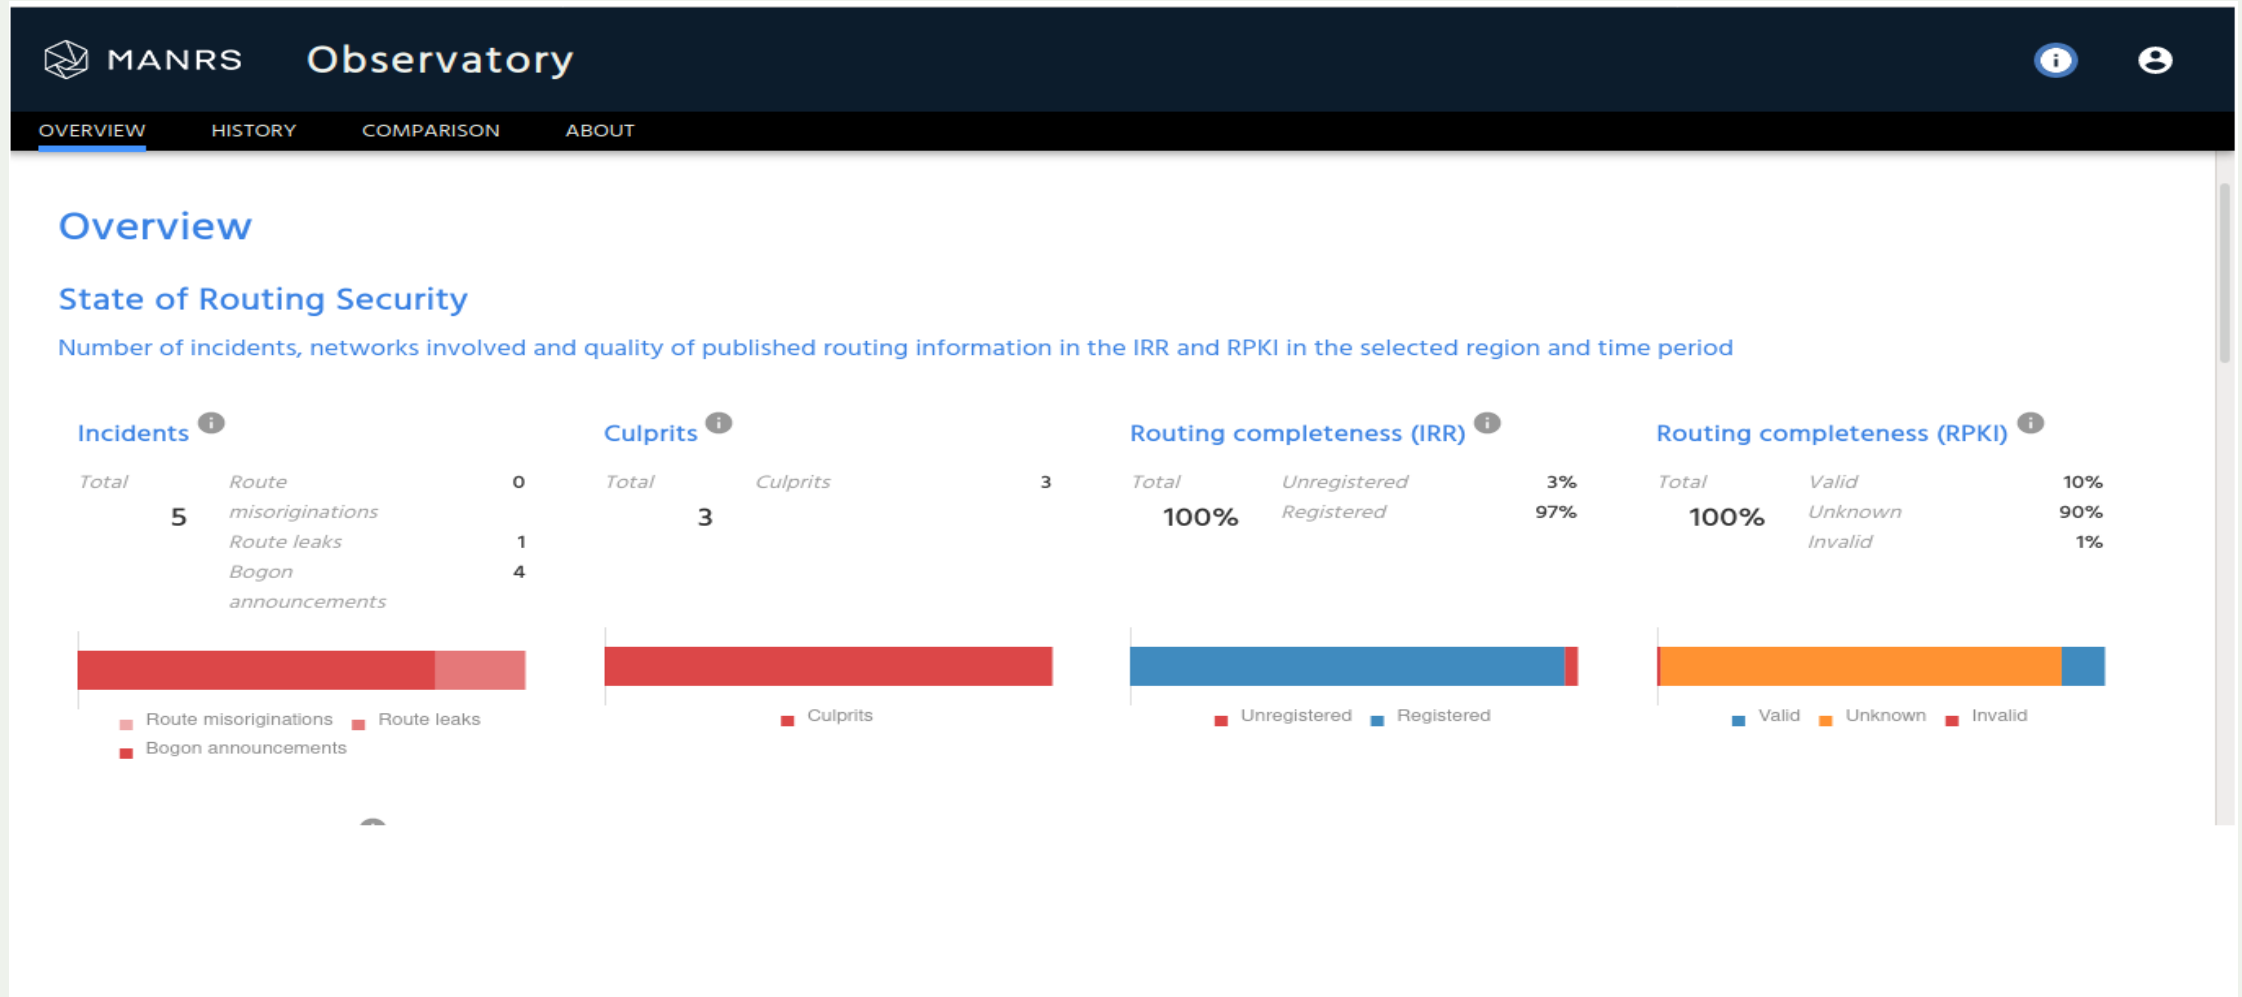 MANRS Observatory
OVERVIEW HISTORY COMPARISON ABOUT
Overview
State of Routing Security
Number of incidents, networks involved and quality of published routing information in the IRR and RPKI in the selected region and time period
Incidents
Total
5
Route misoriginations 0
Route leaks 1
Bogon announcements 4
Route misoriginations Route leaks
Bogon announcements
Culprits
Total
3
Culprits 3
Culprits
Routing completeness (IRR)
Total
100%
Unregistered 3%
Registered 97%
Unregistered Registered
Routing completeness (RPKI)
Total
100%
Valid 10%
Unknown 90%
Invalid 1%
Valid Unknown Invalid